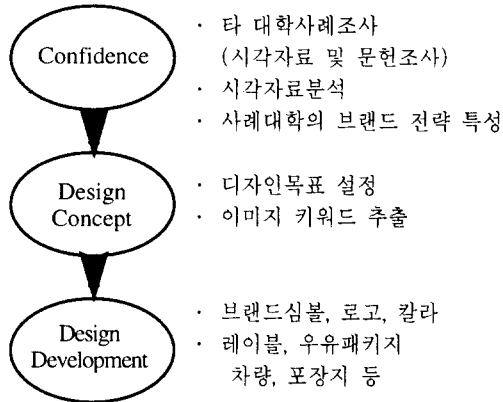 Confidence
· 타 대학사례조사
(시각자료 및 문헌조사)
· 시각자료분석
· 사례대학의 브랜드 전략 특성
Design
Concept
· 디자인목표 설정
· 이미지 키워드 추출
Design
Development
· 브랜드심볼, 로고, 칼라
· 레이블, 우유패키지
차량, 포장지 등